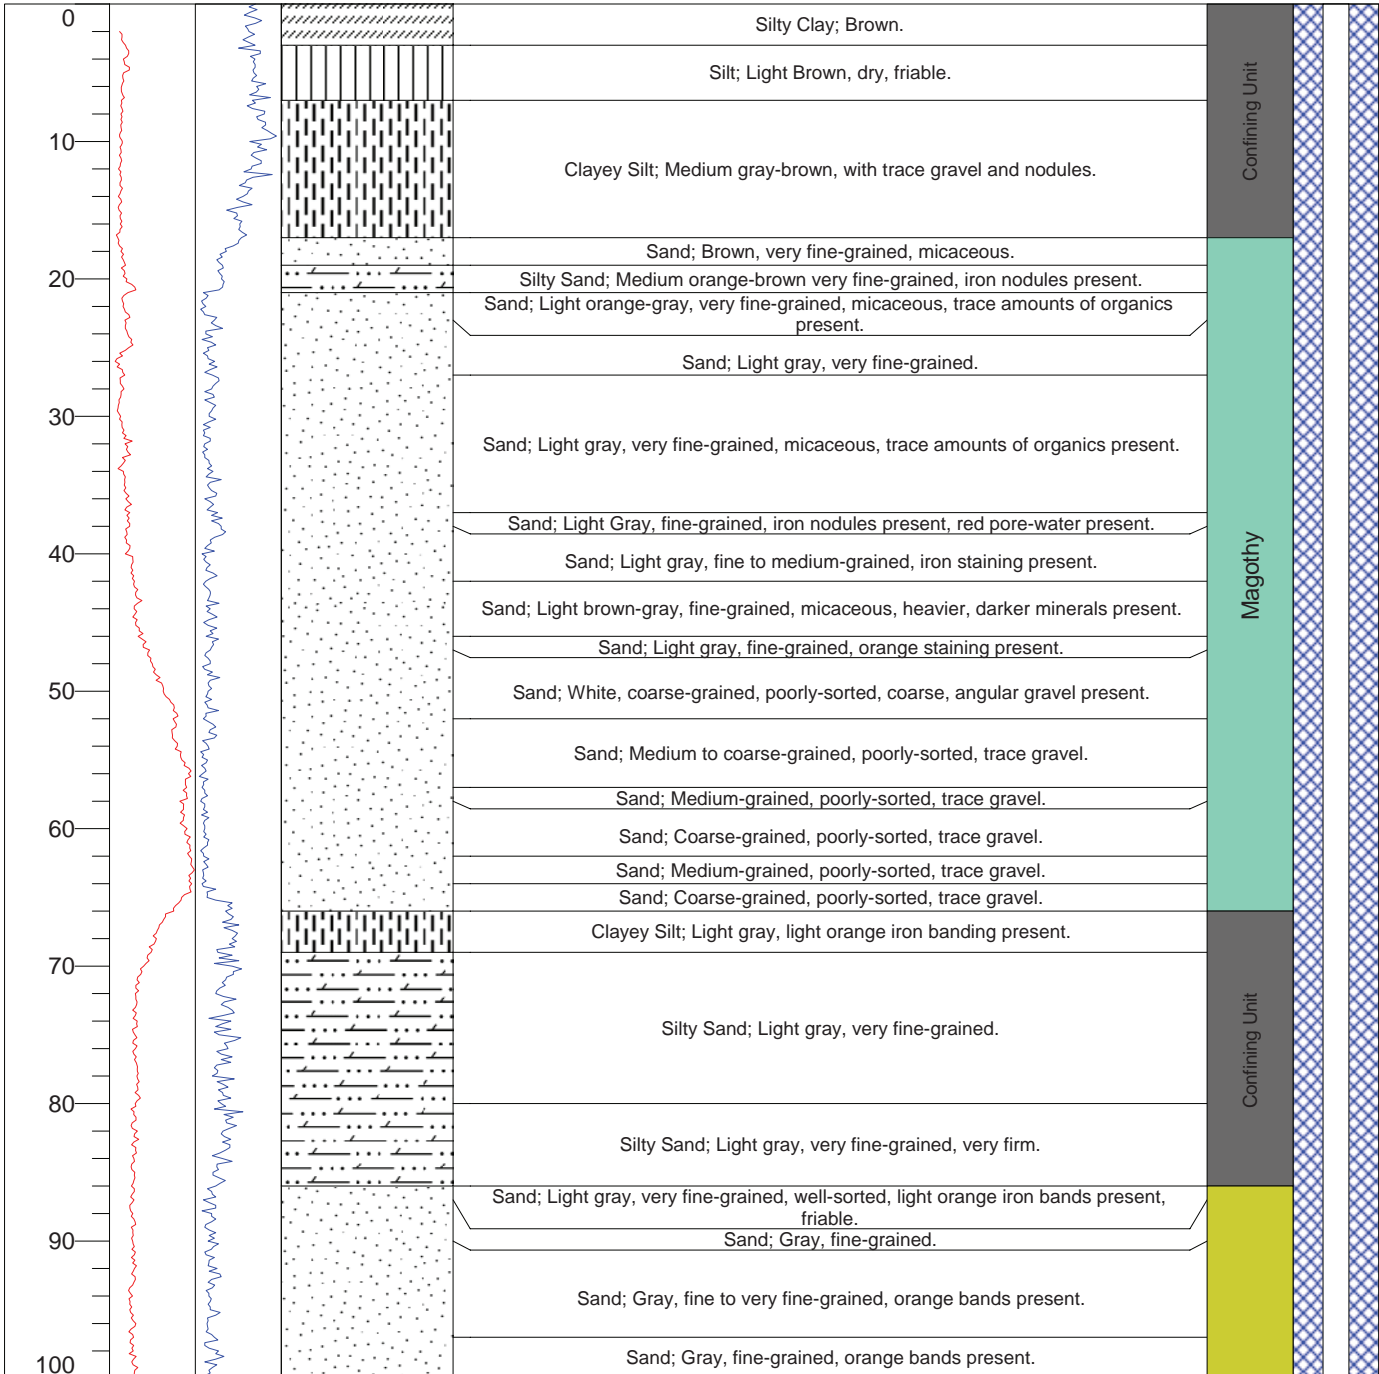 0
Silty Clay; Brown.
Silt; Light Brown, dry, friable.
Confining Unit
10
Clayey Silt; Medium gray-brown, with trace gravel and nodules.
Sand; Brown, very fine-grained, micaceous.
20
Silty Sand; Medium orange-brown very fine-grained, iron nodules present.
Sand; Light orange-gray, very fine-grained, micaceous, trace amounts of organics
present.
Sand; Light gray, very fine-grained.
30
Sand; Light gray, very fine-grained, micaceous, trace amounts of organics present.
Sand; Light Gray, fine-grained, iron nodules present, red pore-water present.
40
Sand; Light gray, fine to medium-grained, iron staining present.
Magothy
Sand; Light brown-gray, fine-grained, micaceous, heavier, darker minerals present.
Sand; Light gray, fine-grained, orange staining present.
50
Sand; White, coarse-grained, poorly-sorted, coarse, angular gravel present.
Sand; Medium to coarse-grained, poorly-sorted, trace gravel.
Sand; Medium-grained, poorly-sorted, trace gravel.
60
Sand; Coarse-grained, poorly-sorted, trace gravel.
Sand; Medium-grained, poorly-sorted, trace gravel.
Sand; Coarse-grained, poorly-sorted, trace gravel.
Clayey Silt; Light gray, light orange iron banding present.
70
Silty Sand; Light gray, very fine-grained.
Confining Unit
80
Silty Sand; Light gray, very fine-grained, very firm.
Sand; Light gray, very fine-grained, well-sorted, light orange iron bands present,
friable.
90
Sand; Gray, fine-grained.
Sand; Gray, fine to very fine-grained, orange bands present.
100
Sand; Gray, fine-grained, orange bands present.